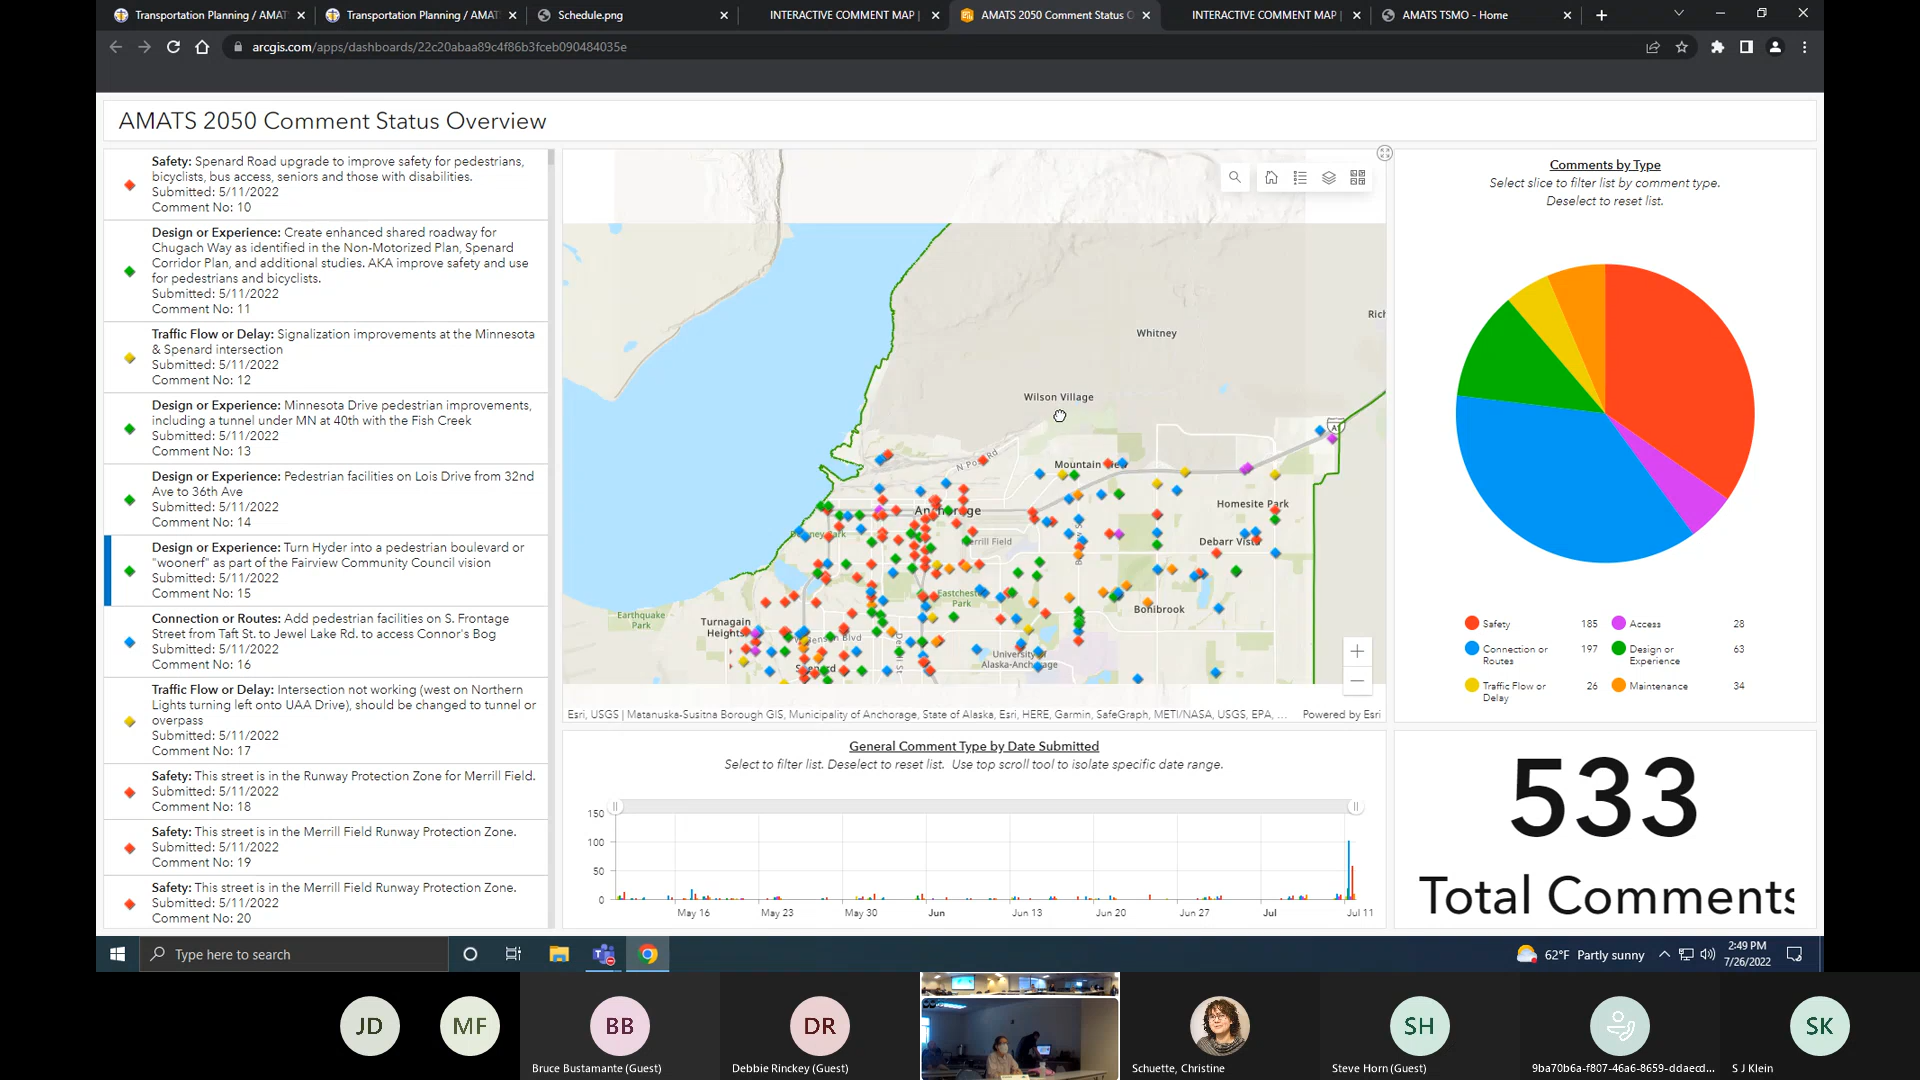 Transportation Planning / AMAT
Transportation Planning / AMAT
Schedule.png
INTERACTIVE COMMENT MAP |
AMATS 2050 Comment Status O
INTERACTIVE COMMENT MAP |
AMATS TSMO - Home
arcgis.com/apps/dashboards/22c20abaa89c4f86b3fceb090484035e
AMATS 2050 Comment Status Overview
Safety: Spenard Road upgrade to improve safety for pedestrians,
bicyclists, bus access, seniors and those with disabilities.
Submitted: 5/11/2022
Comment No: 10
Design or Experience: Create enhanced shared roadway for
Chugach Way as identified in the Non-Motorized Plan, Spenard
Corridor Plan, and additional studies. AKA improve safety and use
for pedestrians and bicyclists.
Submitted: 5/11/2022
Comment No: 11
Traffic Flow or Delay: Signalization improvements at the Minnesota
& Spenard intersection
Submitted: 5/11/2022
Comment No: 12
Design or Experience: Minnesota Drive pedestrian improvements,
including a tunnel under MN at 40th with the Fish Creek
Submitted: 5/11/2022
Comment No: 13
Design or Experience: Pedestrian facilities on Lois Drive from 32nd
Ave to 36th Ave
Submitted: 5/11/2022
Comment No: 14
Design or Experience: Turn Hyder into a pedestrian boulevard or
"woonerf" as part of the Fairview Community Council vision
Submitted: 5/11/2022
Comment No: 15
Connection or Routes: Add pedestrian facilities on S. Frontage
Street from Taft St. to Jewel Lake Rd. to access Connor's Bog
Submitted: 5/11/2022
Comment No: 16
Traffic Flow or Delay: Intersection not working (west on Northern
Lights turning left onto UAA Drive), should be changed to tunnel or
overpass
Submitted: 5/11/2022
Comment No: 17
Safety: This street is in the Runway Protection Zone for Merrill Field.
Submitted: 5/11/2022
Comment No: 18
Safety: This street is in the Merrill Field Runway Protection Zone.
Submitted: 5/11/2022
Comment No: 19
Safety: This street is in the Merrill Field Runway Protection Zone.
Submitted: 5/11/2022
Comment No: 20
Rich
Whitney
Wilson Village
A1
N Post Rd
Mountain View
Homesite Park
Anchorage
Merrill Field
Debarr Vista
Eastchester
Park
Earthquake
Park
Turnagain
Heights
Bonibrook
Benson Blvd
University of
Alaska-Anchorage
Spenard
Esri, USGS | Matanuska-Susitna Borough GIS, Municipality of Anchorage, State of Alaska, Esri, HERE, Garmin, SafeGraph, METI/NASA, USGS, EPA, ...
Powered by Esri
General Comment Type by Date Submitted
Select to filter list. Deselect to reset list. Use top scroll tool to isolate specific date range.
150
100
50
0
May 16
May 23
May 30
Jun
Jun 13
Jun 20
Jun 27
Jul
Jul 11
Comments by Type
Select slice to filter list by comment type.
Deselect to reset list.
Safety 185
Access 28
Connection or
Routes 197
Design or
Experience 63
Traffic Flow or
Delay 26
Maintenance 34
533
Total Comments
Type here to search
62°F Partly sunny
2:49 PM
7/26/2022
JD
MF
BB
Bruce Bustamante (Guest)
DR
Debbie Rinckey (Guest)
Schuette, Christine
SH
Steve Horn (Guest)
9ba70b6a-f807-46a6-8659-ddaecd...
SK
S J Klein